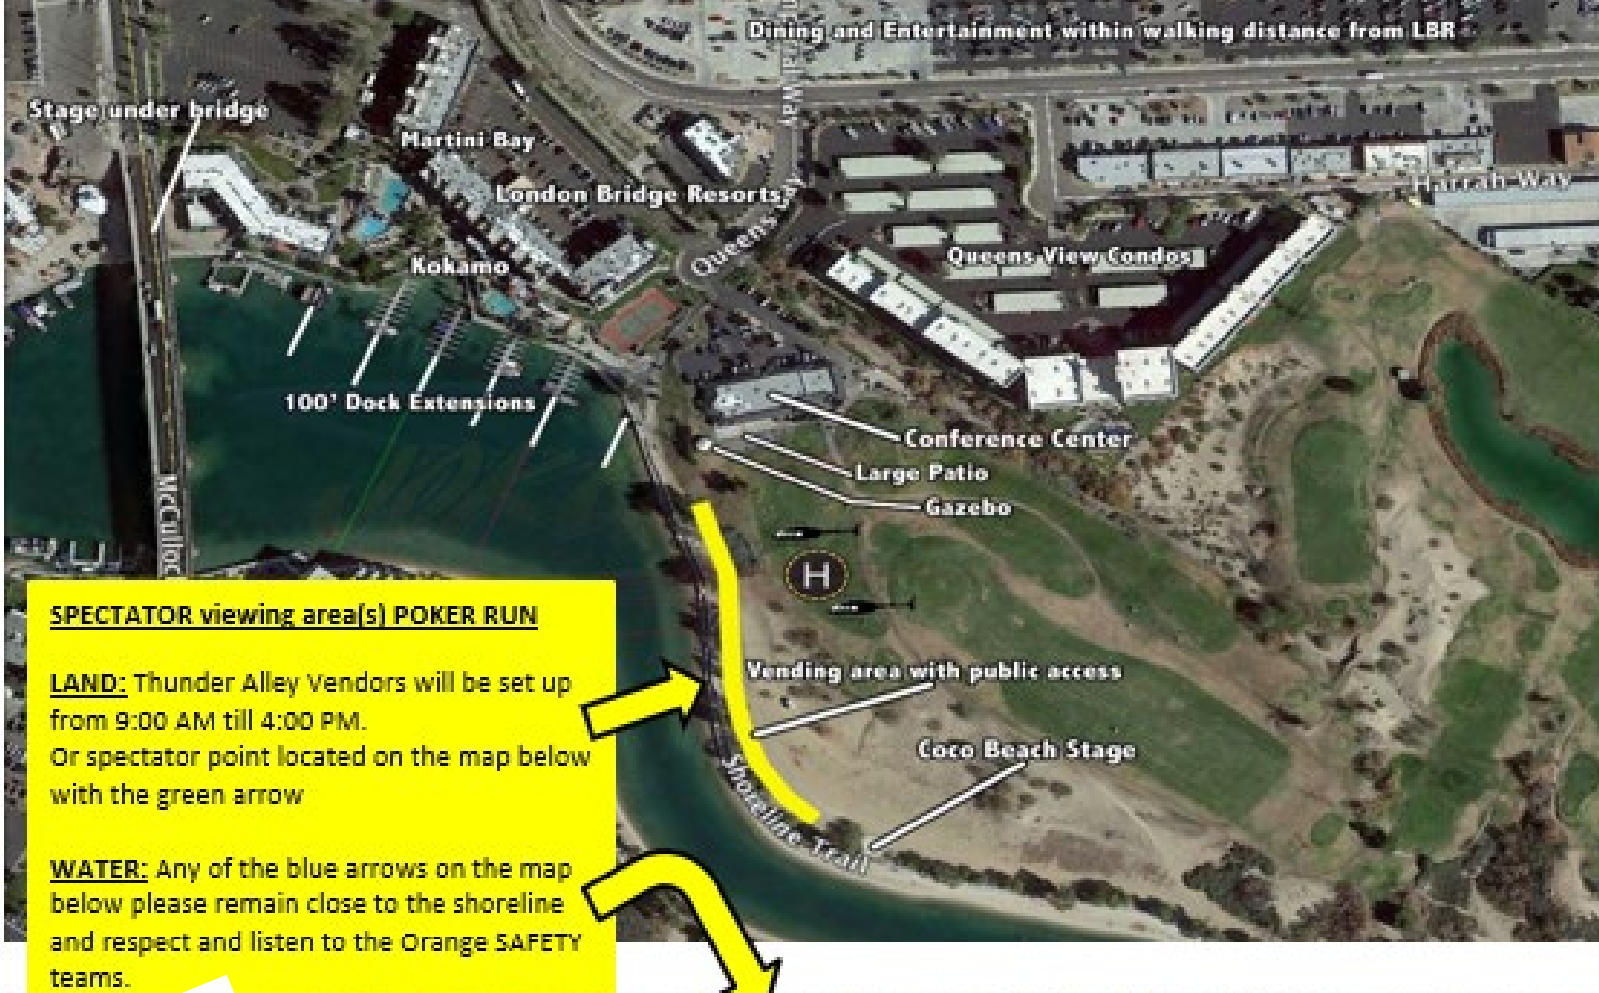 Dining and Entertainment within walking distance from LBR
Stage under bridge
Martini Bay
London Bridge Resorts
Harrah Way
Queens
Kokamo
Queens View Condos
100' Dock Extensions
Conference Center
Large Patio
Gazebo
H
SPECTATOR viewing area(s) POKER RUN
LAND: Thunder Alley Vendors will be set up
from 9:00 AM till 4:00 PM.
Or spectator point located on the map below
with the green arrow
Vending area with public access
Coco Beach Stage
Shoreline Trail
WATER: Any of the blue arrows on the map
below please remain close to the shoreline
and respect and listen to the Orange SAFETY
teams.